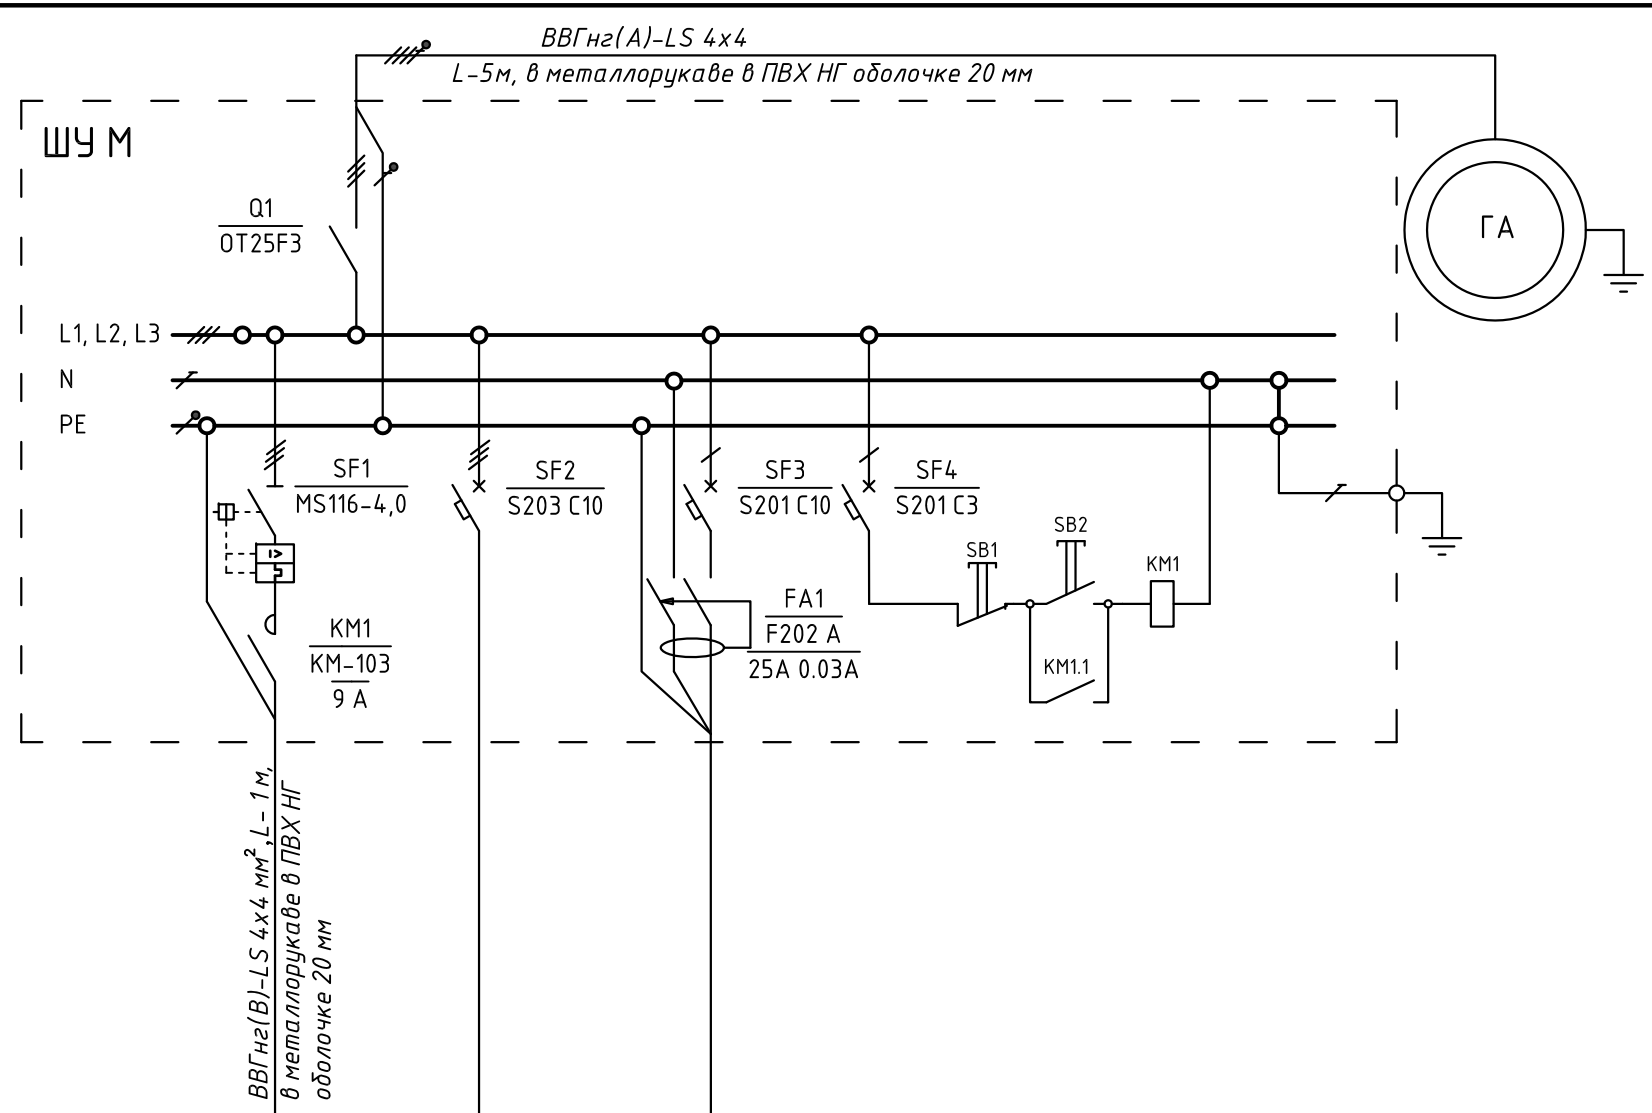 ВВГнг(А)-LS 4х4
L-5м, в металлорукаве в ПВХ НГ оболочке 20 мм
ШУ М
Q1
OT25F3
ГА
L1, L2, L3
N
PE
SF1
MS116-4,0
SF2
S203 C10
SF3
S201 C10
SF4
S201 C3
I>
SB1
SB2
KM1
KM1
KM-103
9 А
FA1
F202 A
25А 0.03А
KM1.1
ВВГнг(В)-LS 4х4 мм²,L- 1м,
в металлорукаве в ПВХ НГ
оболочке 20 мм